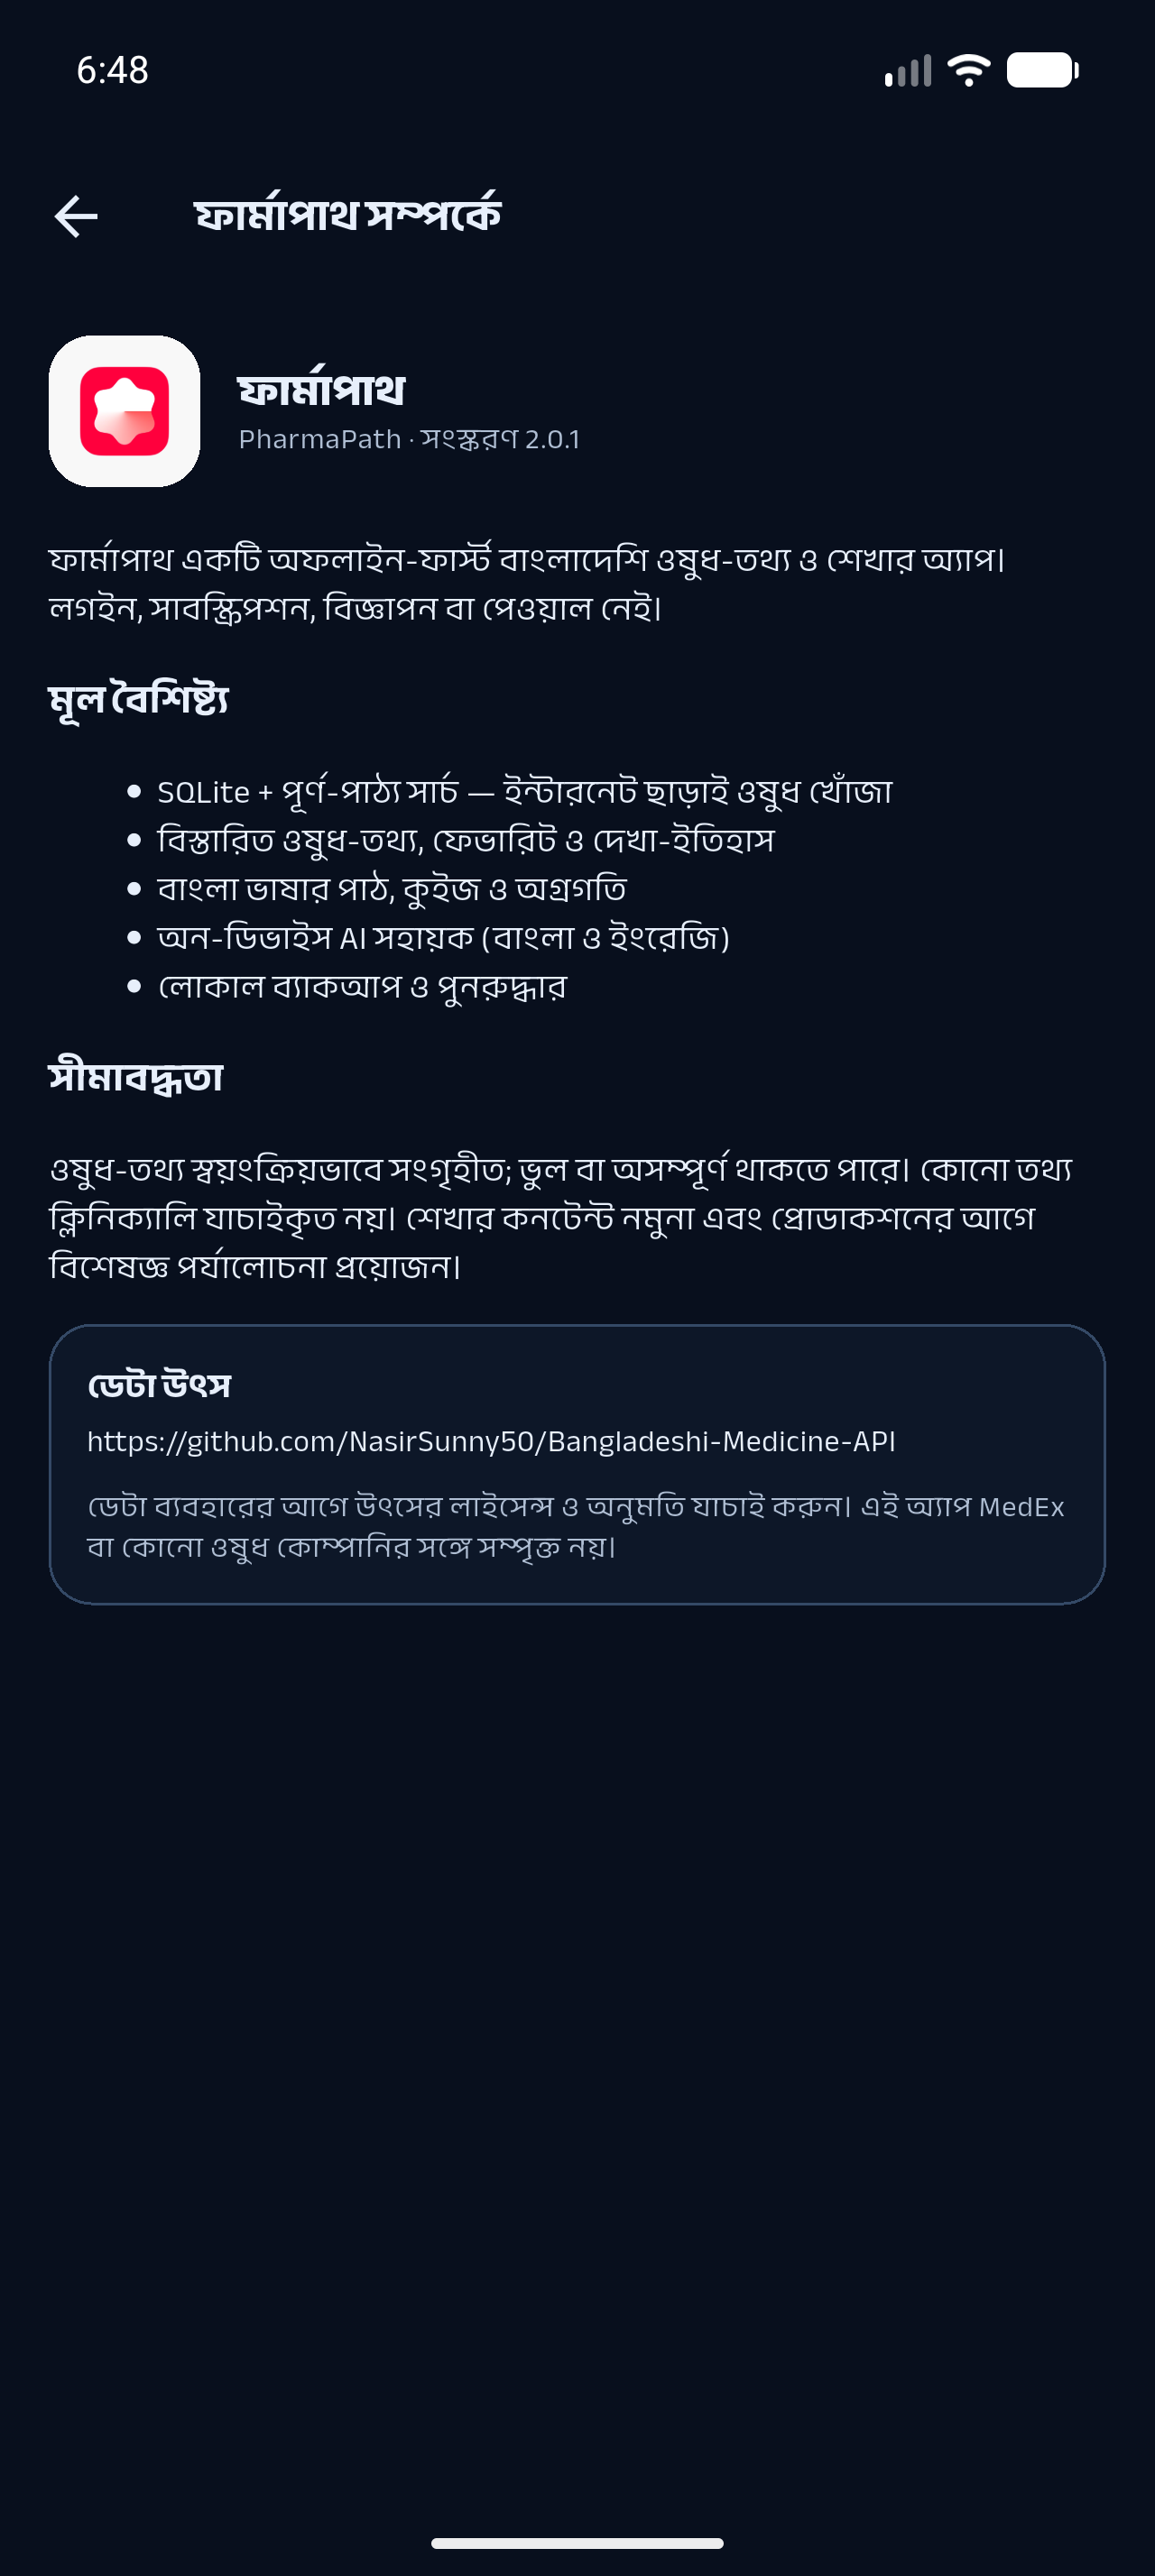 6:48
ফার্মাপাথ সম্পর্কে
ফার্মাপাথ
PharmaPath · সংস্করণ 2.0.1
ফার্মাপাথ একটি অফলাইন-ফার্স্ট বাংলাদেশি ওষুধ-তথ্য ও শেখার অ্যাপ।
লগইন, সাবস্ক্রিপশন, বিজ্ঞাপন বা পেওয়াল নেই।
মূল বৈশিষ্ট্য
• SQLite + পূর্ণ-পাঠ্য সার্চ — ইন্টারনেট ছাড়াই ওষুধ খোঁজা
• বিস্তারিত ওষুধ-তথ্য, ফেভারিট ও দেখা-ইতিহাস
• বাংলা ভাষার পাঠ, কুইজ ও অগ্রগতি
• অন-ডিভাইস AI সহায়ক (বাংলা ও ইংরেজি)
• লোকাল ব্যাকআপ ও পুনরুদ্ধার
সীমাবদ্ধতা
ওষুধ-তথ্য স্বয়ংক্রিয়ভাবে সংগৃহীত; ভুল বা অসম্পূর্ণ থাকতে পারে। কোনো তথ্য
ক্লিনিক্যালি যাচাইকৃত নয়। শেখার কনটেন্ট নমুনা এবং প্রোডাকশনের আগে
বিশেষজ্ঞ পর্যালোচনা প্রয়োজন।
ডেটা উৎস
https://github.com/NasirSunny50/Bangladeshi-Medicine-API
ডেটা ব্যবহারের আগে উৎসের লাইসেন্স ও অনুমতি যাচাই করুন। এই অ্যাপ MedEx
বা কোনো ওষুধ কোম্পানির সঙ্গে সম্পৃক্ত নয়।